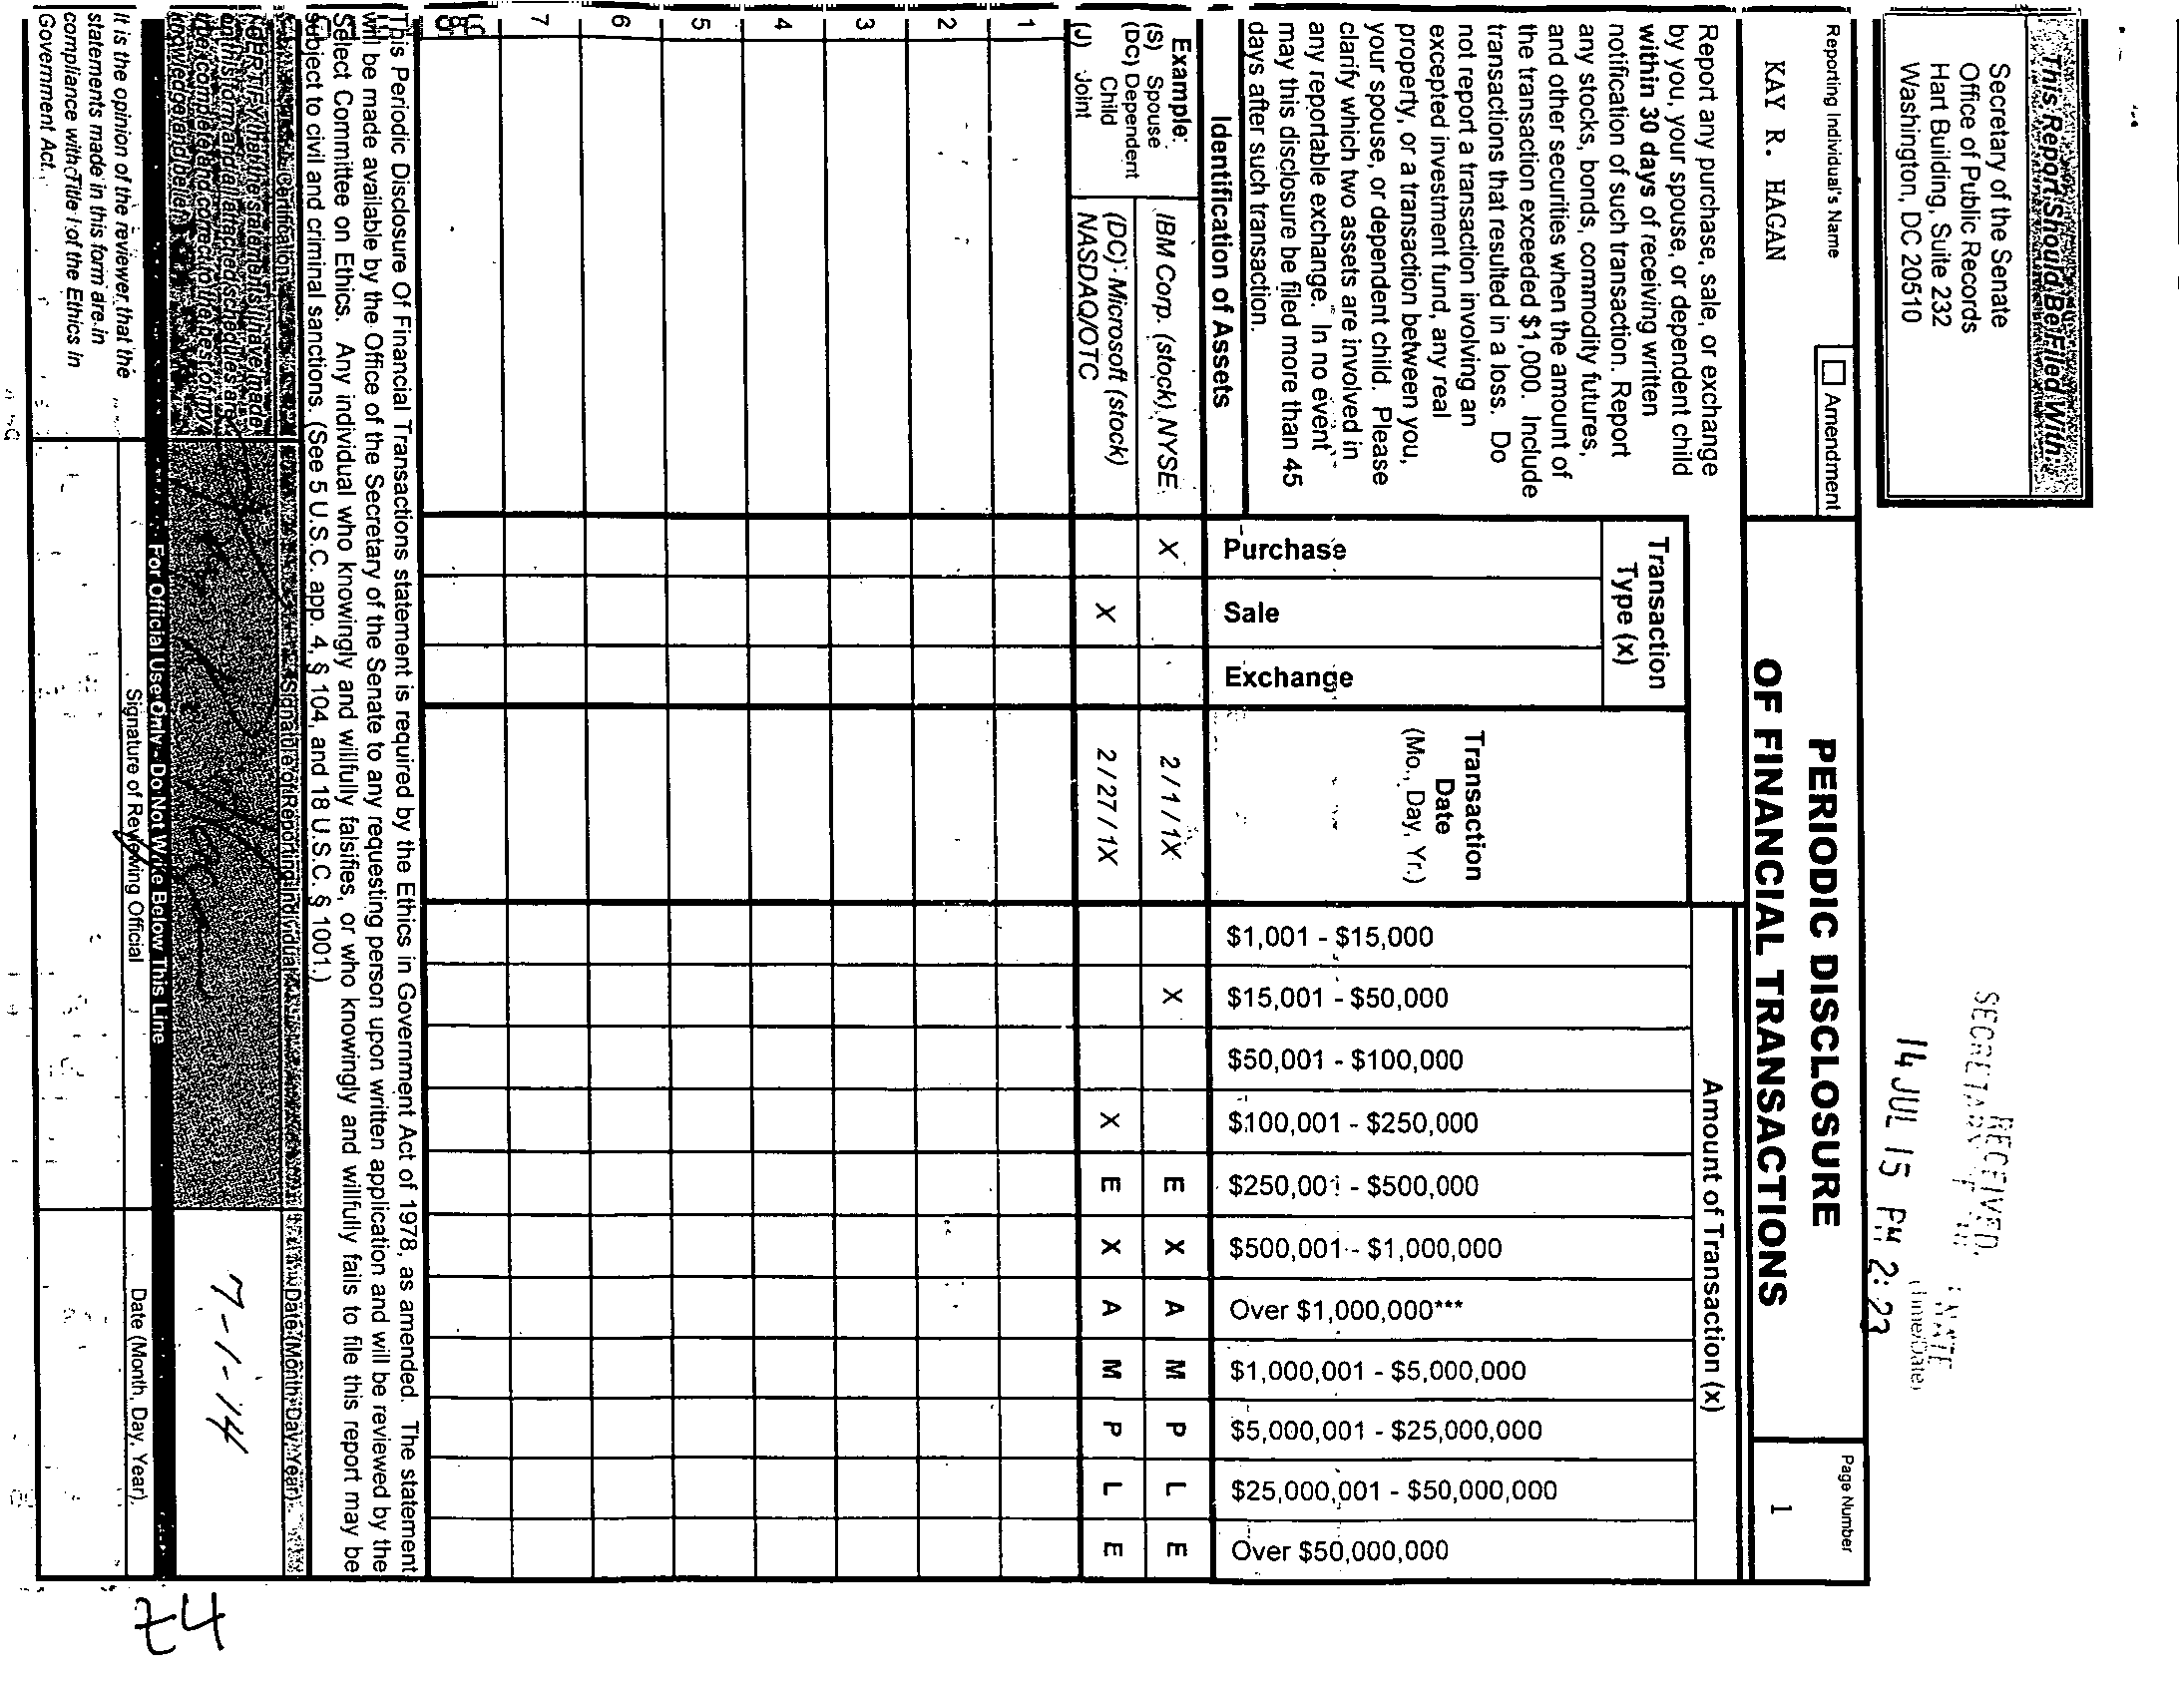 This Report Should Be Filed With:
Secretary of the Senate
Office of Public Records
Hart Building, Suite 232
Washington, DC 20510
RECEIVED
SECRETARY
14 JUL 15 PM 2:23
(Time/Date)
Reporting Individual's Name
Amendment
KAY R. HAGAN
PERIODIC DISCLOSURE
OF FINANCIAL TRANSACTIONS
Page Number
1
Report any purchase, sale, or exchange
by you, your spouse, or dependent child
within 30 days of receiving written
notification of such transaction. Report
any stocks, bonds, commodity futures,
and other securities when the amount of
the transaction exceeded $1,000. Include
transactions that resulted in a loss. Do
not report a transaction involving an
excepted investment fund, any real
property, or a transaction between you,
your spouse, or dependent child. Please
clarify which two assets are involved in
any reportable exchange. In no event
may this disclosure be filed more than 45
days after such transaction.
Identification of Assets
Transaction
Type (x)
Purchase
Sale
Exchange
Transaction
Date
(Mo., Day, Yr.)
Amount of Transaction (x)
$1,001 - $15,000
$15,001 - $50,000
$50,001 - $100,000
$100,001 - $250,000
$250,001 - $500,000
$500,001 - $1,000,000
Over $1,000,000***
$1,000,001 - $5,000,000
$5,000,001 - $25,000,000
$25,000,001 - $50,000,000
Over $50,000,000
Example:
(S) Spouse
(DC) Dependent
Child
(J) Joint
IBM Corp. (stock) NYSE X 2/1/1X X E X A M P L E
(DC) Microsoft (stock)
NASDAQ/OTC X 2/27/1X X E X A M P L E
1
2
3
4
5
6
7
This Periodic Disclosure Of Financial Transactions statement is required by the Ethics in Government Act of 1978, as amended. The statement
will be made available by the Office of the Secretary of the Senate to any requesting person upon written application and will be reviewed by the
Select Committee on Ethics. Any individual who knowingly and willfully falsifies, or who knowingly and willfully fails to file this report may be
subject to civil and criminal sanctions. (See 5 U.S.C. app. 4, § 104, and 18 U.S.C. § 1001.)
Certification
Signature of Reporting Individual
Date (Month, Day, Year)
I CERTIFY that the statements I have made
on this form and all attached schedules are
true, complete and correct to the best of my
knowledge and belief.
7-1-14
For Official Use Only - Do Not Write Below This Line
It is the opinion of the reviewer that the
statements made in this form are in
compliance with Title I of the Ethics in
Government Act.
Signature of Reviewing Official
Date (Month, Day, Year)
Z4